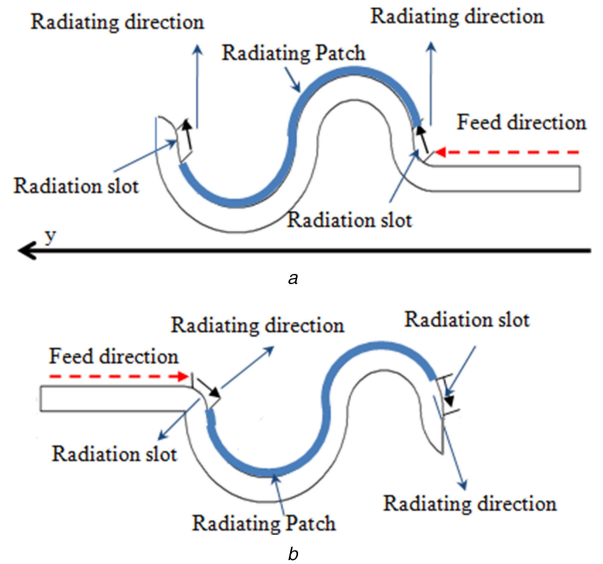 Radiating direction
Radiating direction
Radiating Patch
Feed direction
Radiation slot
Radiation slot
y
a
Radiation slot
Radiating direction
Feed direction
Radiation slot
Radiating direction
Radiating Patch
b